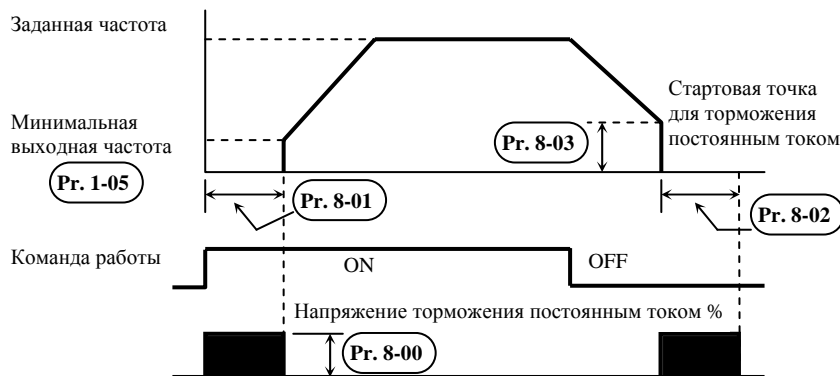 Заданная частота
Стартовая точка
для торможения
постоянным током
Минимальная
выходная частота
Pr. 8-03
Pr. 1-05
Pr. 8-01
Pr. 8-02
Команда работы
ON
OFF
Напряжение торможения постоянным током %
Pr. 8-00